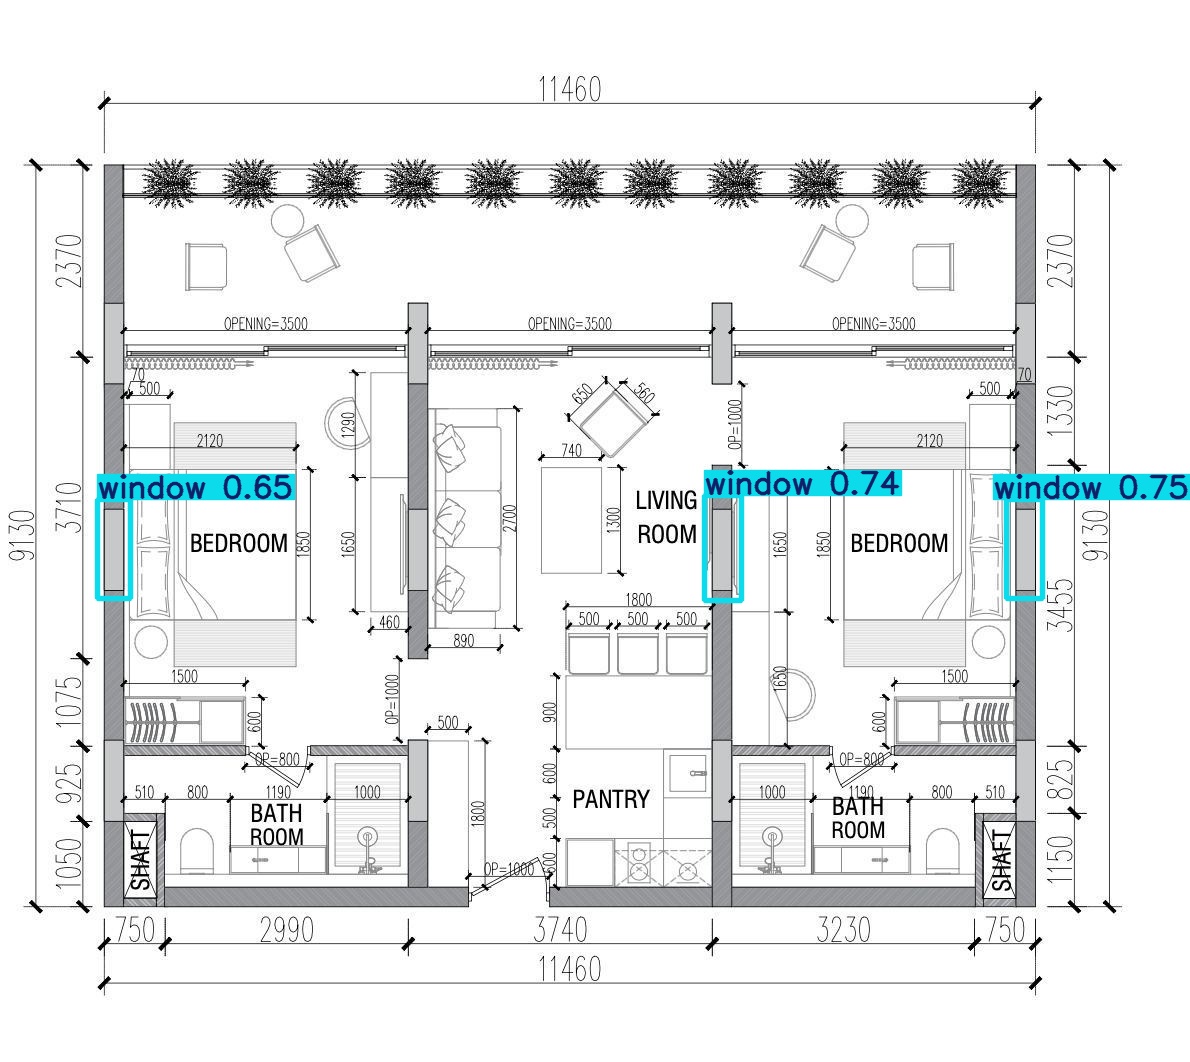 11460
OPENING=3500
OPENING=3500
OPENING=3500
2370
2370
9130
9130
3710
1330
3455
1075
925
1050
825
1150
70
500
2120
1290
650
560
740
OP=1000
500
70
2120
window 0.65
window 0.74
window 0.75
BEDROOM
1850
1650
2700
1300
LIVING
ROOM
1650
1850
BEDROOM
460
890
1800
500
500
500
1500
600
OP=1000
500
900
1650
1500
600
OP=800
OP=800
600
510
800
1190
1000
1800
500
1000
1190
800
510
BATH
ROOM
PANTRY
BATH
ROOM
SHAFT
OP=1000
600
SHAFT
750
2990
3740
3230
750
11460